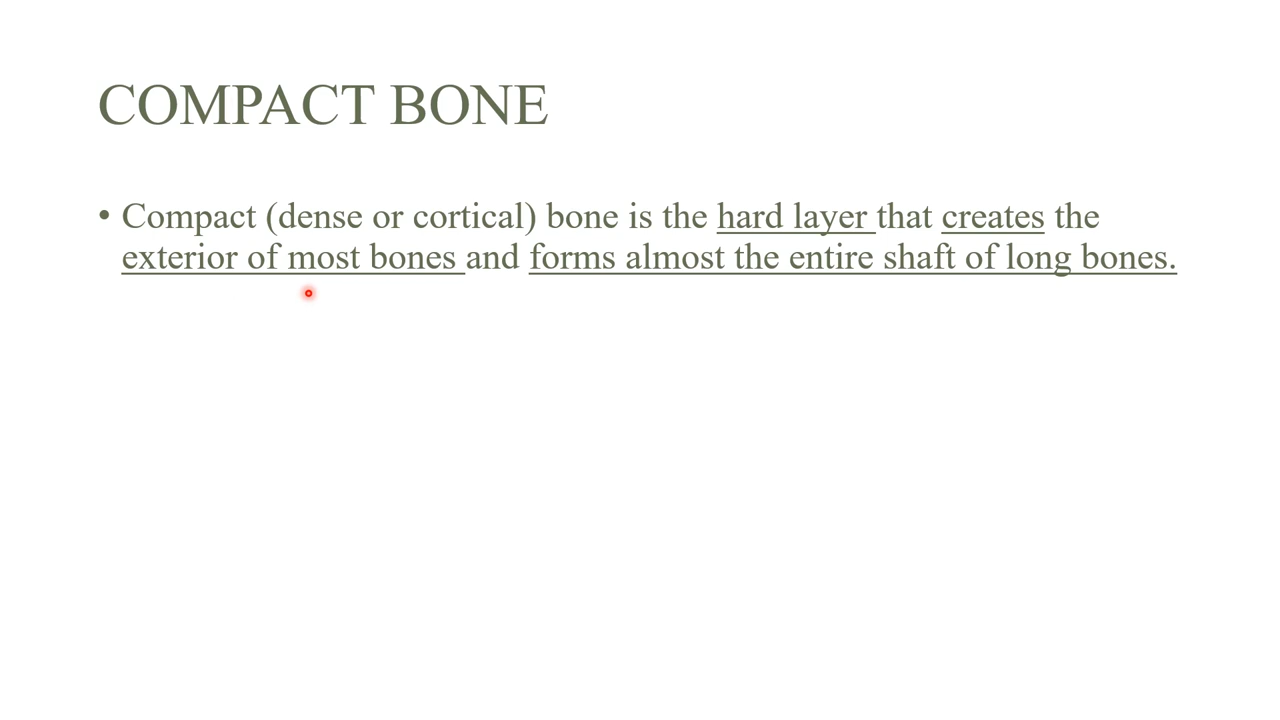 COMPACT BONE
• Compact (dense or cortical) bone is the hard layer that creates the
exterior of most bones and forms almost the entire shaft of long bones.